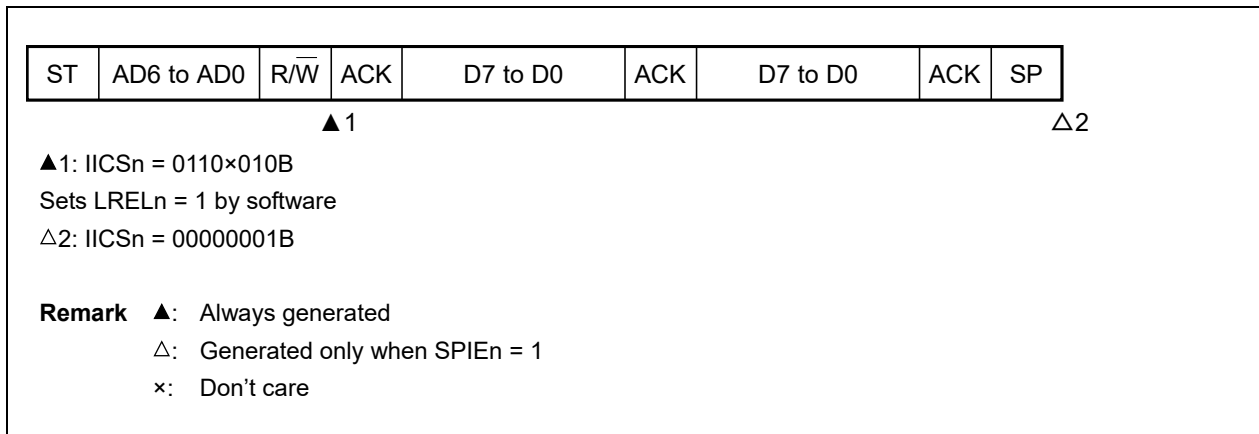 ST AD6 to AD0 R/W̅ ACK D7 to D0 ACK D7 to D0 ACK SP
▲1 △2
▲1: IICSn = 0110×010B
Sets LRELn = 1 by software
△2: IICSn = 00000001B
Remark ▲: Always generated
△: Generated only when SPIEn = 1
×: Don't care